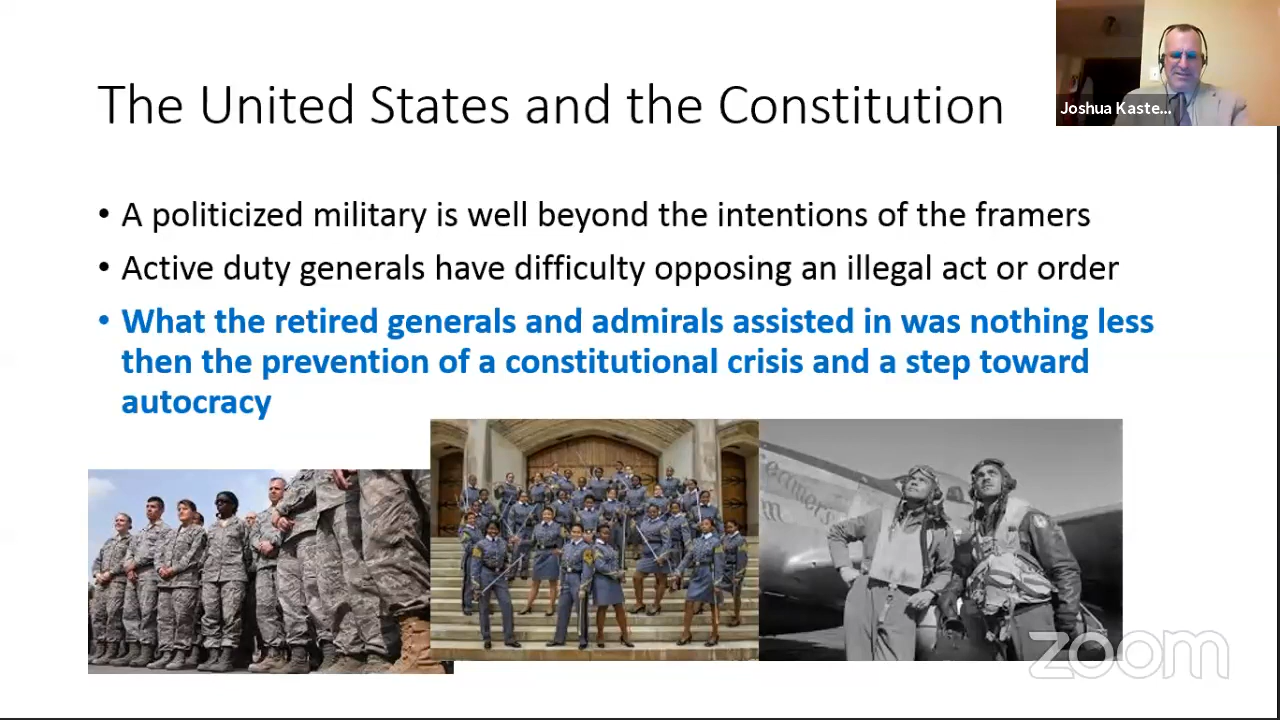 The United States and the Constitution
Joshua Kaste...
• A politicized military is well beyond the intentions of the framers
• Active duty generals have difficulty opposing an illegal act or order
• What the retired generals and admirals assisted in was nothing less
then the prevention of a constitutional crisis and a step toward
autocracy
zoom